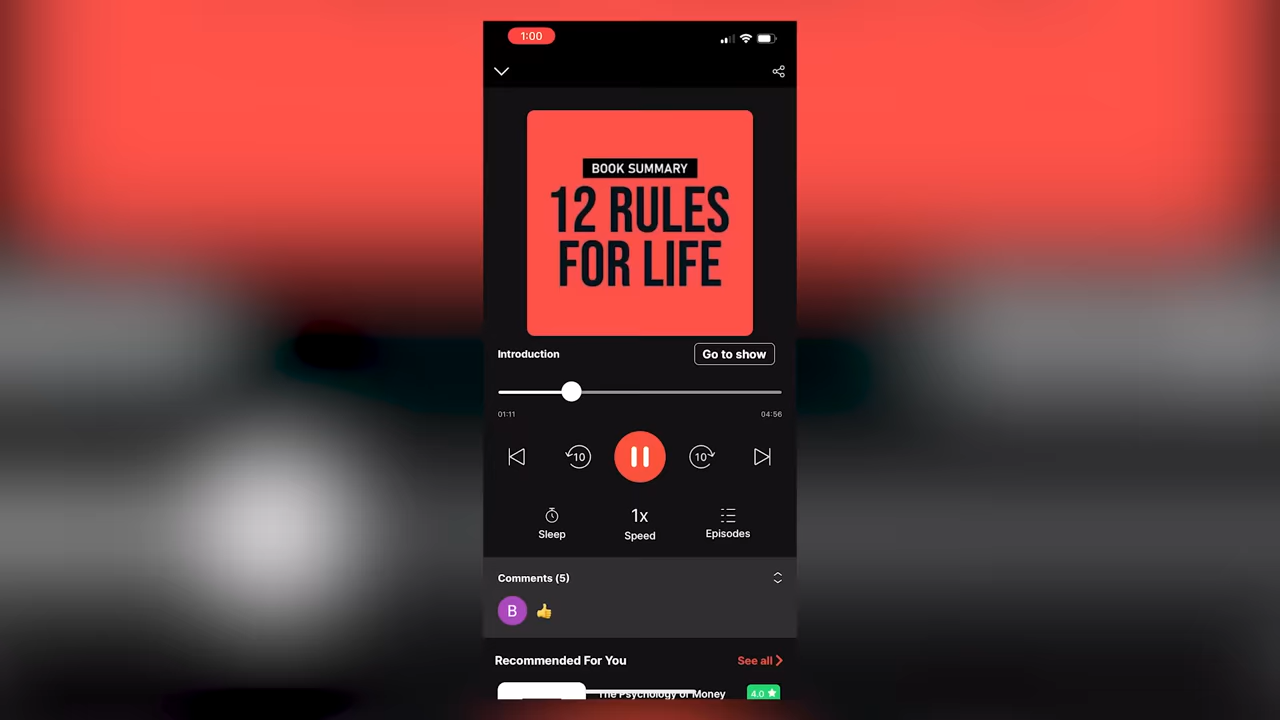 1:00
BOOK SUMMARY
12 RULES
FOR LIFE
Introduction
Go to show
01:11
04:56
10
10
Sleep
1x
Speed
Episodes
Comments (5)
B
Recommended For You
See all
The Psychology of Money
4.0